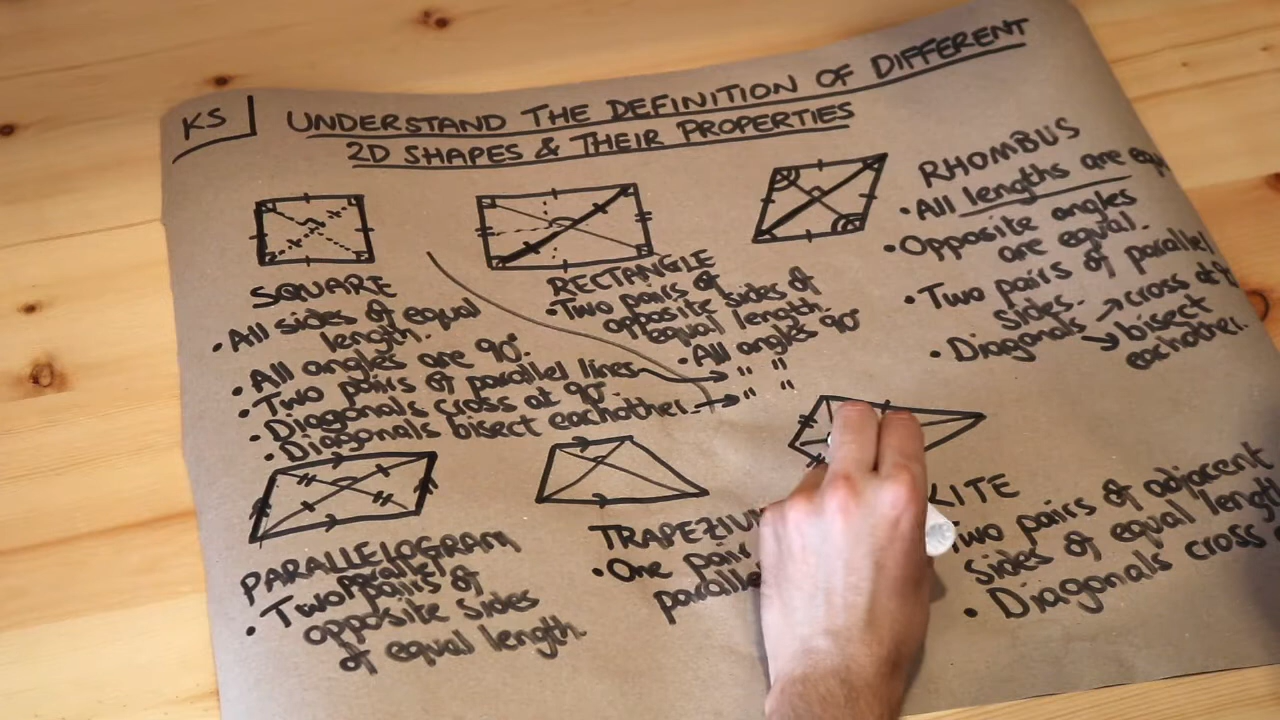 KS
UNDERSTAND THE DEFINITION OF DIFFERENT
2D SHAPES & THEIR PROPERTIES
SQUARE
• All sides of equal
length.
• All angles are 90°.
• Two pairs of parallel lines
• Diagonals cross at 90°
• Diagonals bisect eachother.
RECTANGLE
• Two pairs of
opposite sides of
equal length.
• All angles 90°
" "
" "
RHOMBUS
• All lengths are
• Opposite angles
are equal.
• Two pairs of parallel
sides.
• Diagonals → cross at
→ bisect
eachother.
PARALLELOGRAM
• Two parallel pairs of
opposite sides
of equal length.
TRAPEZIUM
• One pair
KITE
Two pairs of adjacent
sides of equal
• Diagonals cross